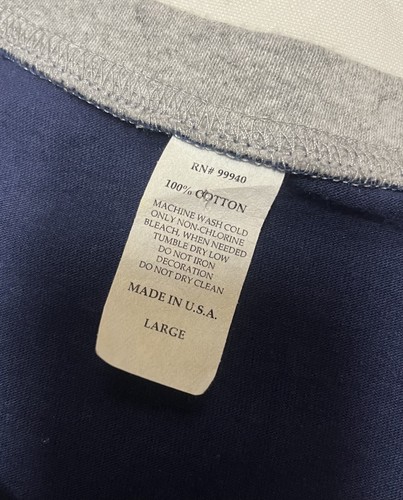 RN# 99940
100% COTTON
MACHINE WASH COLD
ONLY NON-CHLORINE
BLEACH, WHEN NEEDED
TUMBLE DRY LOW
DO NOT IRON
DECORATION
DO NOT DRY CLEAN
MADE IN U.S.A.
LARGE